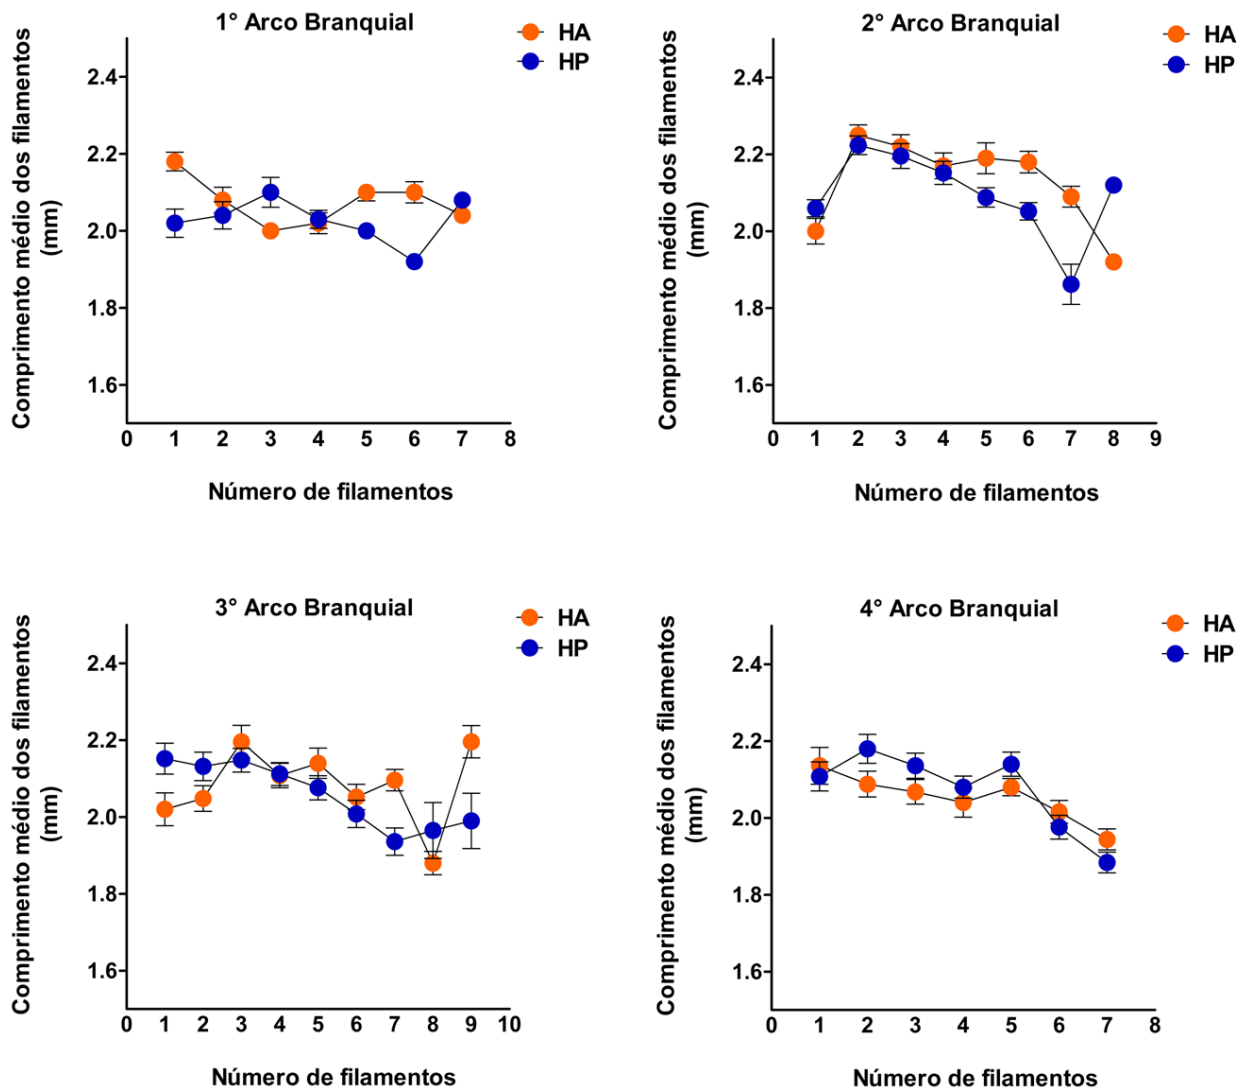 1° Arco Branquial
HA
HP
Comprimento médio dos filamentos
(mm)
2.4
2.2
2.0
1.8
1.6
0 1 2 3 4 5 6 7 8
Número de filamentos
2° Arco Branquial
HA
HP
Comprimento médio dos filamentos
(mm)
2.4
2.2
2.0
1.8
1.6
0 1 2 3 4 5 6 7 8 9
Número de filamentos
3° Arco Branquial
HA
HP
Comprimento médio dos filamentos
(mm)
2.4
2.2
2.0
1.8
1.6
0 1 2 3 4 5 6 7 8 9 10
Número de filamentos
4° Arco Branquial
HA
HP
Comprimento médio dos filamentos
(mm)
2.4
2.2
2.0
1.8
1.6
0 1 2 3 4 5 6 7 8
Número de filamentos